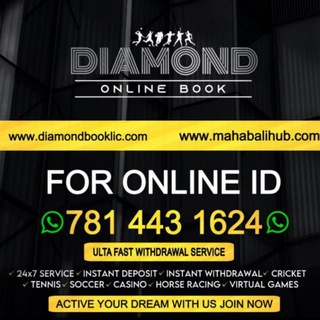 DIAMOND
ONLINE BOOK
www.diamondbooklic.com www.mahabalihub.com
FOR ONLINE ID
781 443 1624
ULTA FAST WITHDRAWAL SERVICE
24x7 SERVICE INSTANT DEPOSIT INSTANT WITHDRAWAL CRICKET
TENNIS SOCCER CASINO HORSE RACING VIRTUAL GAMES
ACTIVE YOUR DREAM WITH US JOIN NOW